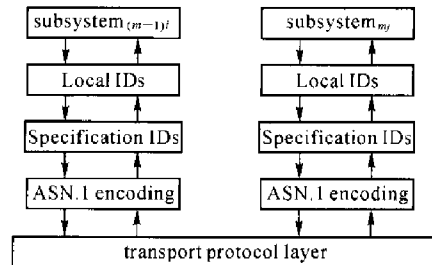 subsystem(m−1)i subsystemmj
Local IDs Local IDs
Specification IDs Specification IDs
ASN.1 encoding ASN.1 encoding
transport protocol layer